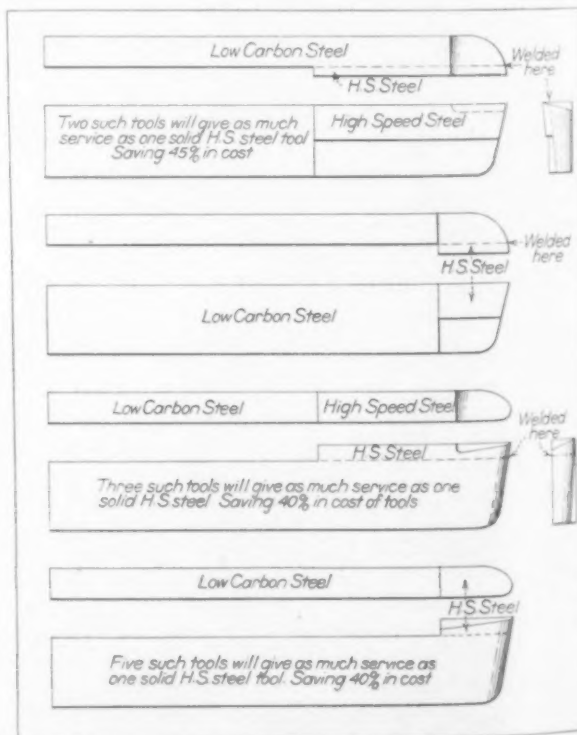 Low Carbon Steel
Welded
here
H.S. Steel
Two such tools will give as much
service as one solid H.S. steel tool
Saving 45% in cost
High Speed Steel
Welded
here
H.S. Steel
Low Carbon Steel
Low Carbon Steel
High Speed Steel
Welded
here
H.S. Steel
Three such tools will give as much service as one
solid H.S. steel Saving 40% in cost of tools
Low Carbon Steel
H.S. Steel
Five such tools will give as much service as
one solid H.S. steel tool. Saving 40% in cost